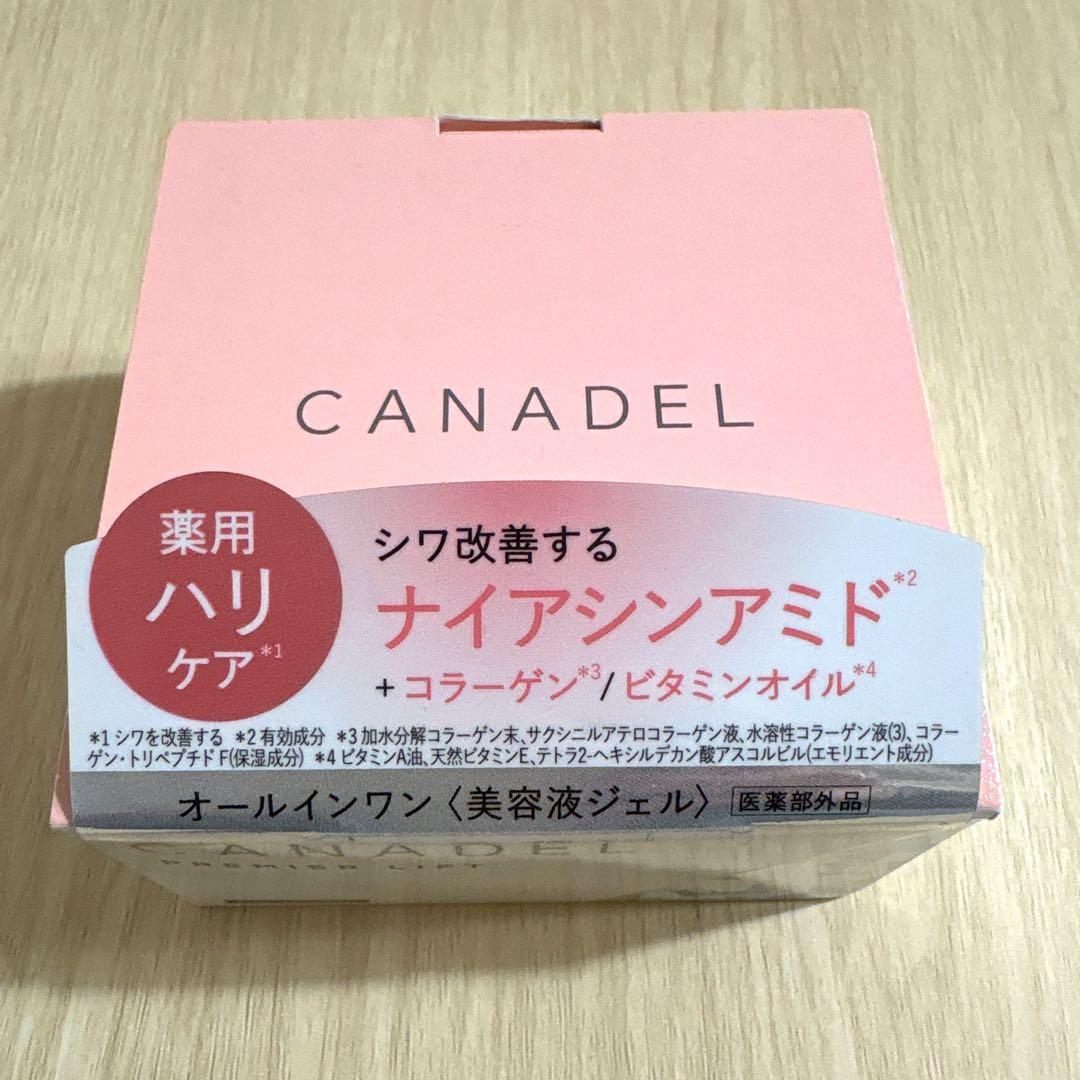 CANADEL
薬用
ハリ
ケア*1
シワ改善する
ナイアシンアミド*2
+コラーゲン*3/ビタミンオイル*4
*1 シワを改善する *2 有効成分 *3 加水分解コラーゲン末、サクシニルアテロコラーゲン液、水溶性コラーゲン液(3)、コラー
ゲン・トリペプチド F(保湿成分) *4 ビタミンA油、天然ビタミンE、テトラ2-ヘキシルデカン酸アスコルビル(エモリエント成分)
オールインワン〈美容液ジェル〉 医薬部外品
CANADEL
PREMIER LIFT